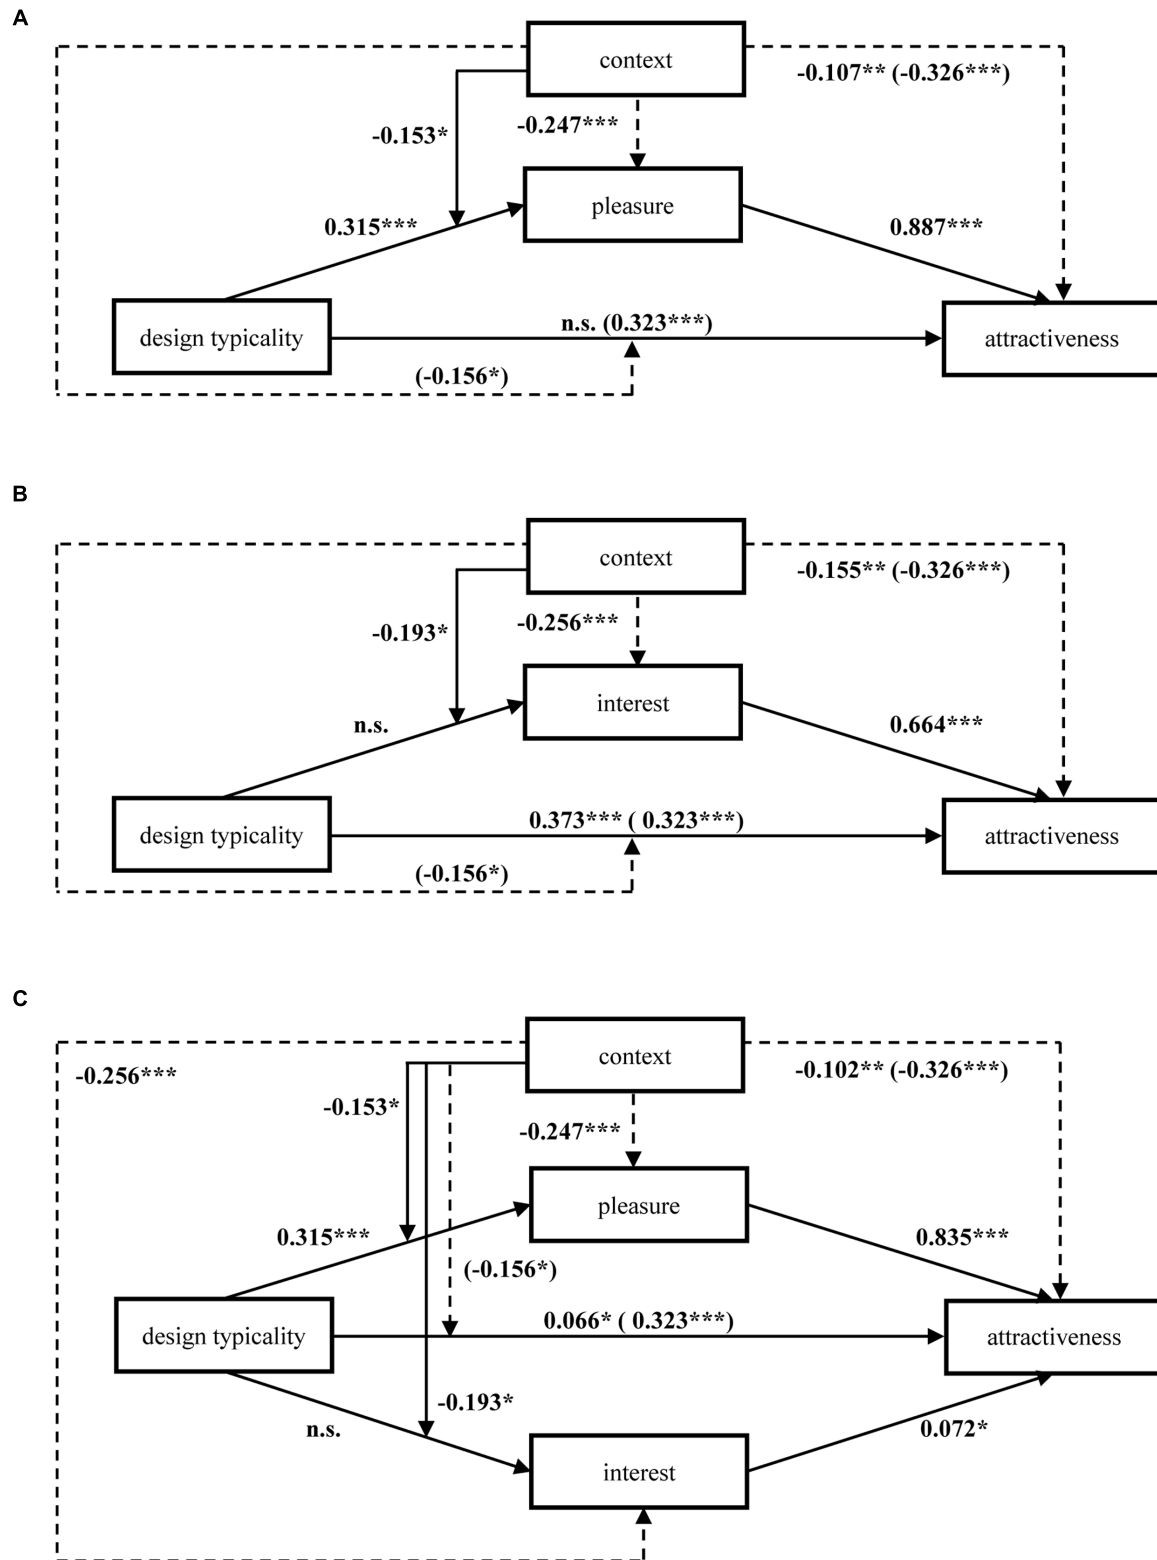 A
context
-0.107** (-0.326***)
-0.153*
-0.247***
pleasure
0.315***
0.887***
n.s. (0.323***)
design typicality
attractiveness
(-0.156*)
B
context
-0.155** (-0.326***)
-0.193*
-0.256***
interest
n.s.
0.664***
0.373*** ( 0.323***)
design typicality
attractiveness
(-0.156*)
C
context
-0.256***
-0.102** (-0.326***)
-0.153*
-0.247***
pleasure
0.315***
0.835***
(-0.156*)
0.066* ( 0.323***)
design typicality
attractiveness
-0.193*
n.s.
0.072*
interest